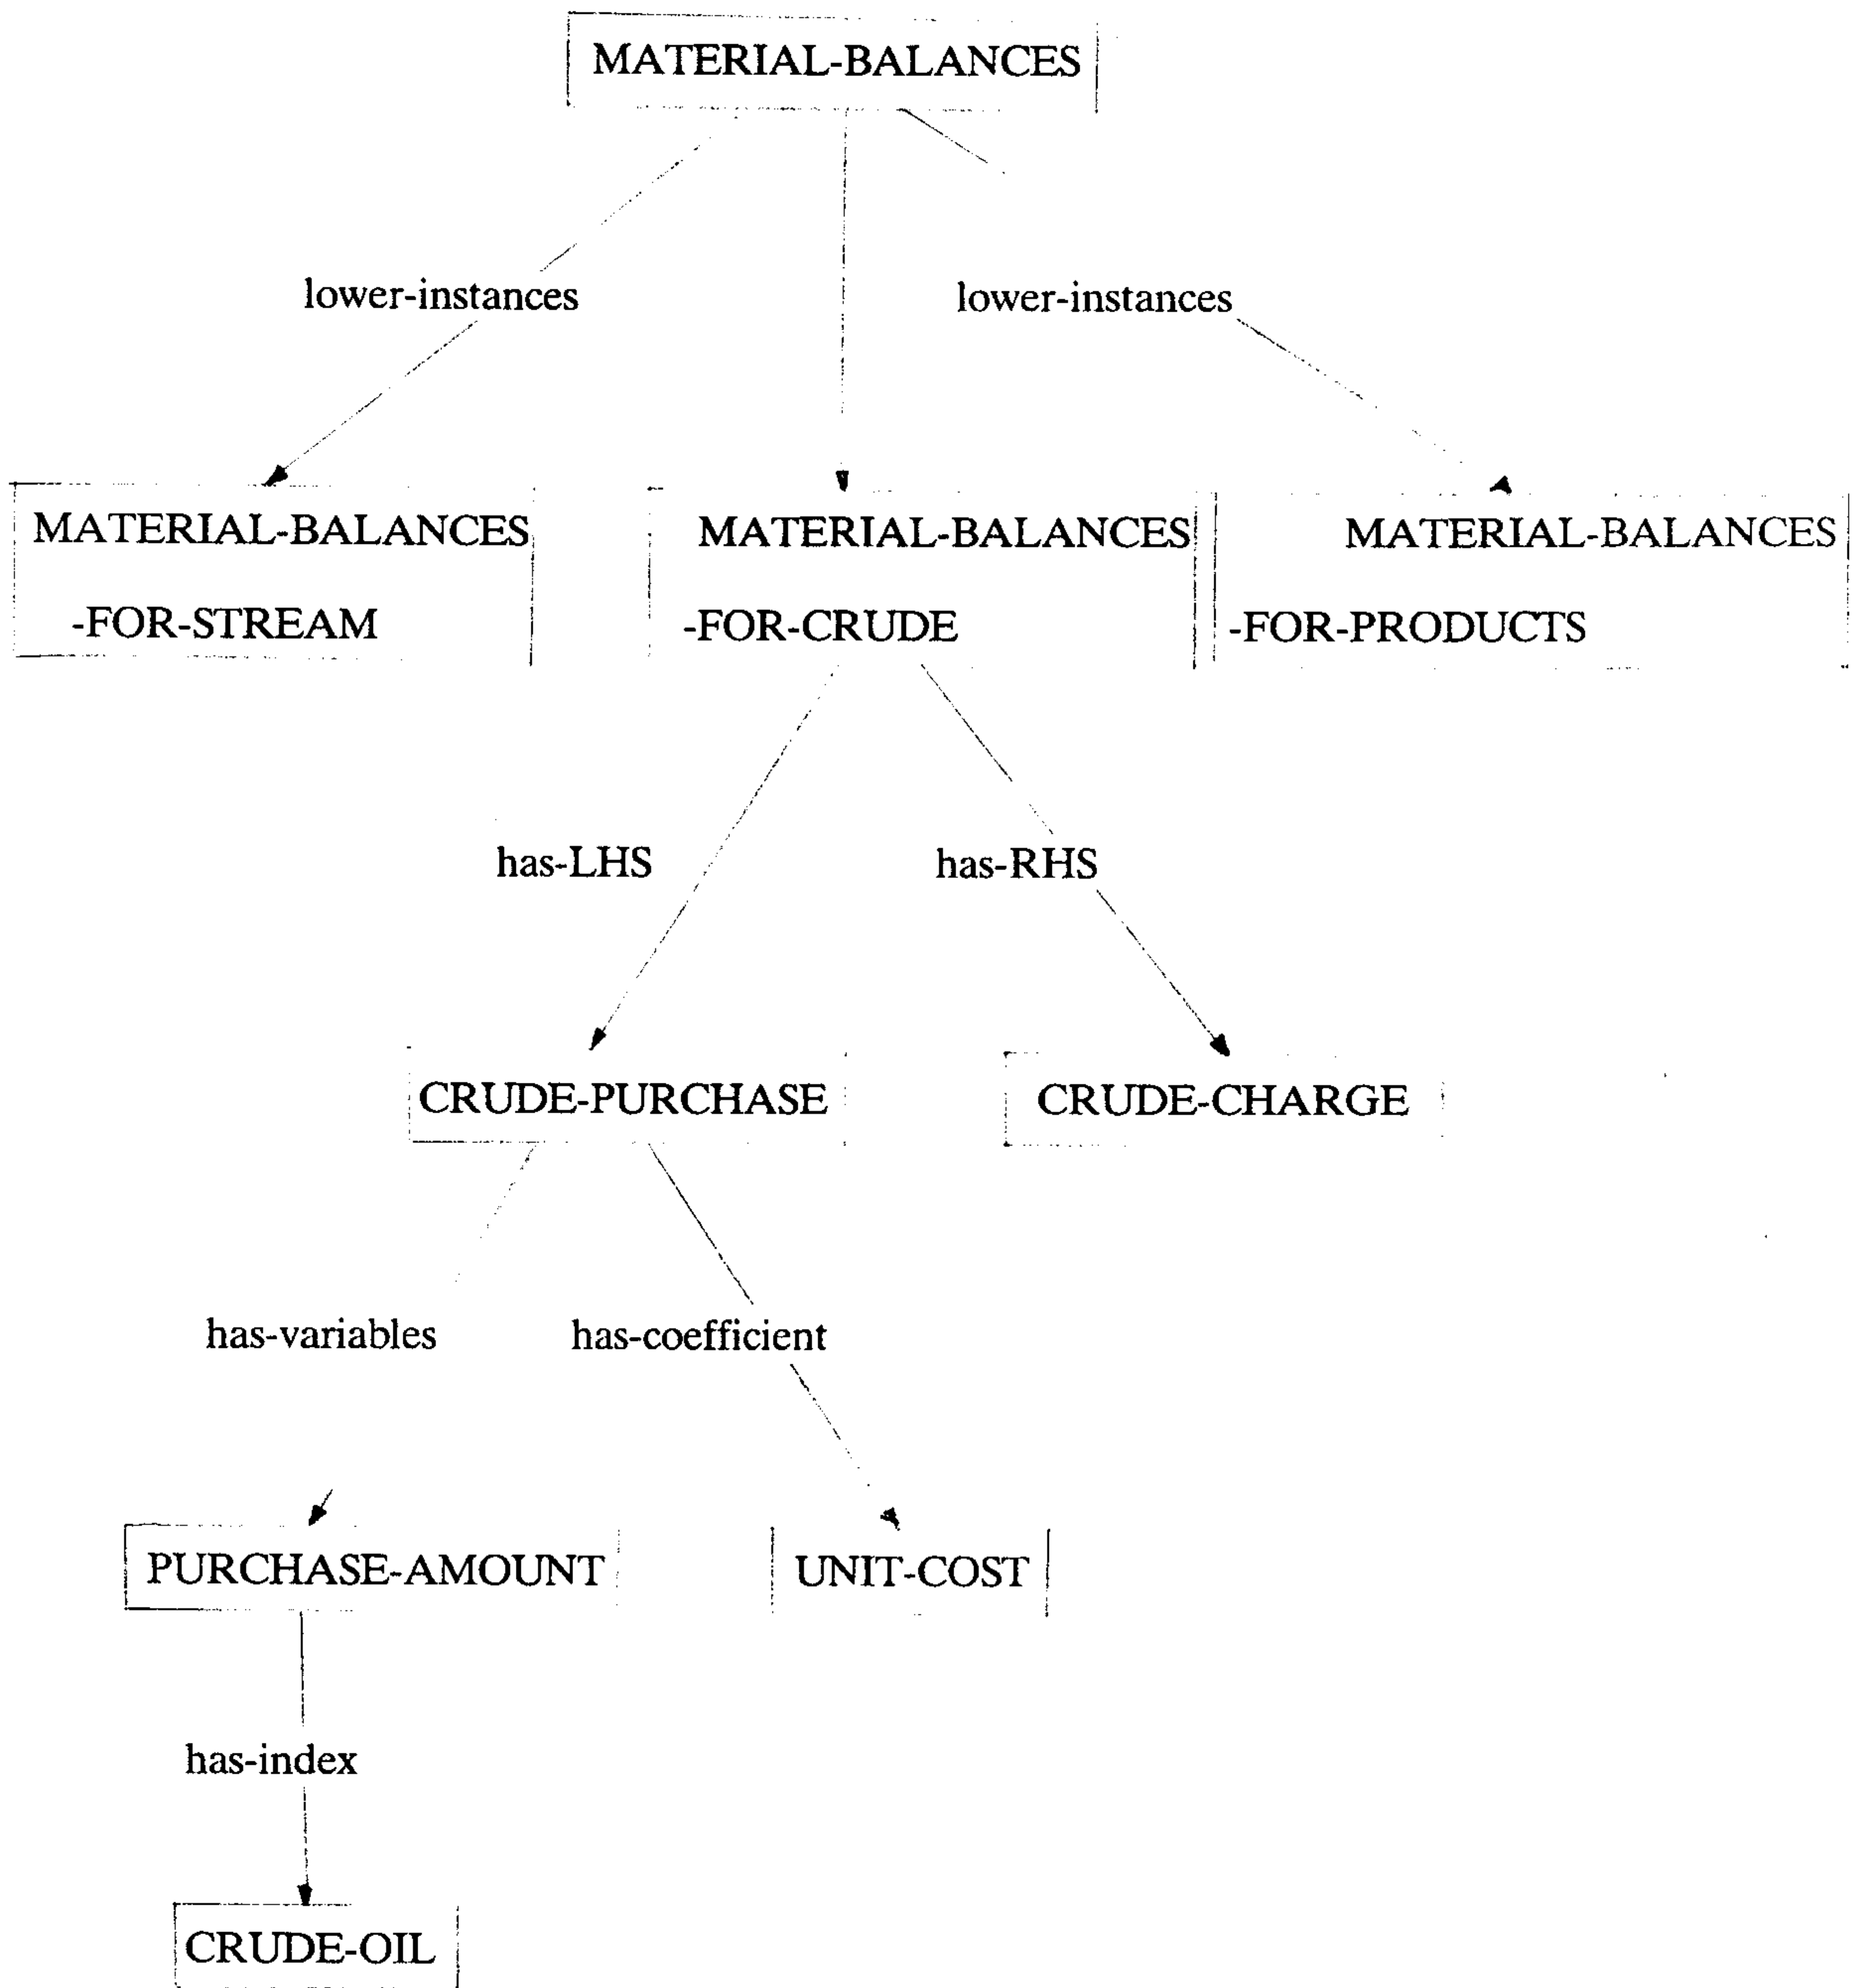 MATERIAL-BALANCES
lower-instances
lower-instances
MATERIAL-BALANCES
-FOR-STREAM
MATERIAL-BALANCES
-FOR-CRUDE
MATERIAL-BALANCES
-FOR-PRODUCTS
has-LHS
has-RHS
CRUDE-PURCHASE
CRUDE-CHARGE
has-variables
has-coefficient
PURCHASE-AMOUNT
UNIT-COST
has-index
CRUDE-OIL